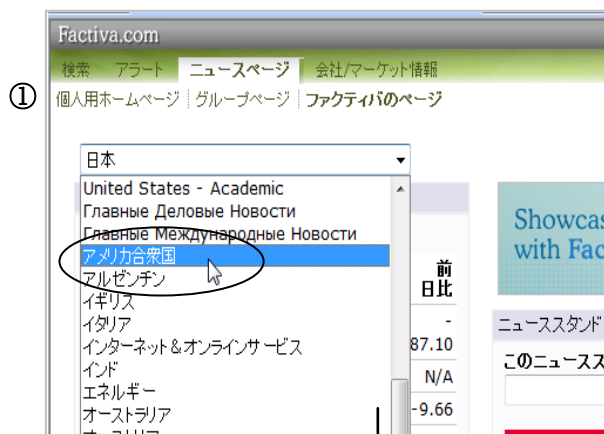 Factiva.com
検索 アラート ニュースページ 会社/マーケット情報
①
個人用ホームページ グループページ ファクティバのページ
日本
United States - Academic
Главные Деловые Новости
Главные Международные Новости
アメリカ合衆国
アルゼンチン
イギリス
イタリア
インターネット＆オンラインサービス
インド
エネルギー
オーストラリア
前
日比
-
87.10
N/A
-9.66
Showcas
with Fac
ニューススタンド
このニュースス